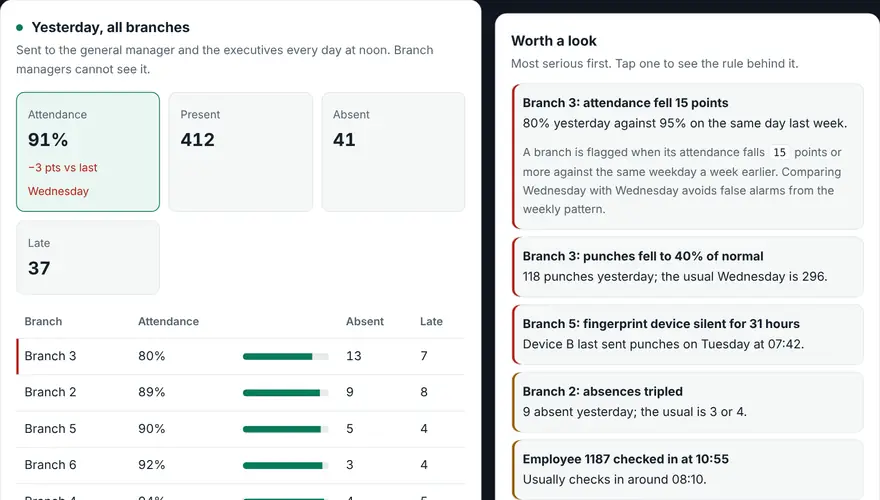 Yesterday, all branches
Sent to the general manager and the executives every day at noon. Branch
managers cannot see it.
Attendance
91%
−3 pts vs last
Wednesday
Present
412
Absent
41
Late
37
Branch Attendance Absent Late
Branch 3 80% 13 7
Branch 2 89% 9 8
Branch 5 90% 5 4
Branch 6 92% 3 4
Worth a look
Most serious first. Tap one to see the rule behind it.
Branch 3: attendance fell 15 points
80% yesterday against 95% on the same day last week.
A branch is flagged when its attendance falls 15 points or
more against the same weekday a week earlier. Comparing
Wednesday with Wednesday avoids false alarms from the
weekly pattern.
Branch 3: punches fell to 40% of normal
118 punches yesterday; the usual Wednesday is 296.
Branch 5: fingerprint device silent for 31 hours
Device B last sent punches on Tuesday at 07:42.
Branch 2: absences tripled
9 absent yesterday; the usual is 3 or 4.
Employee 1187 checked in at 10:55
Usually checks in around 08:10.